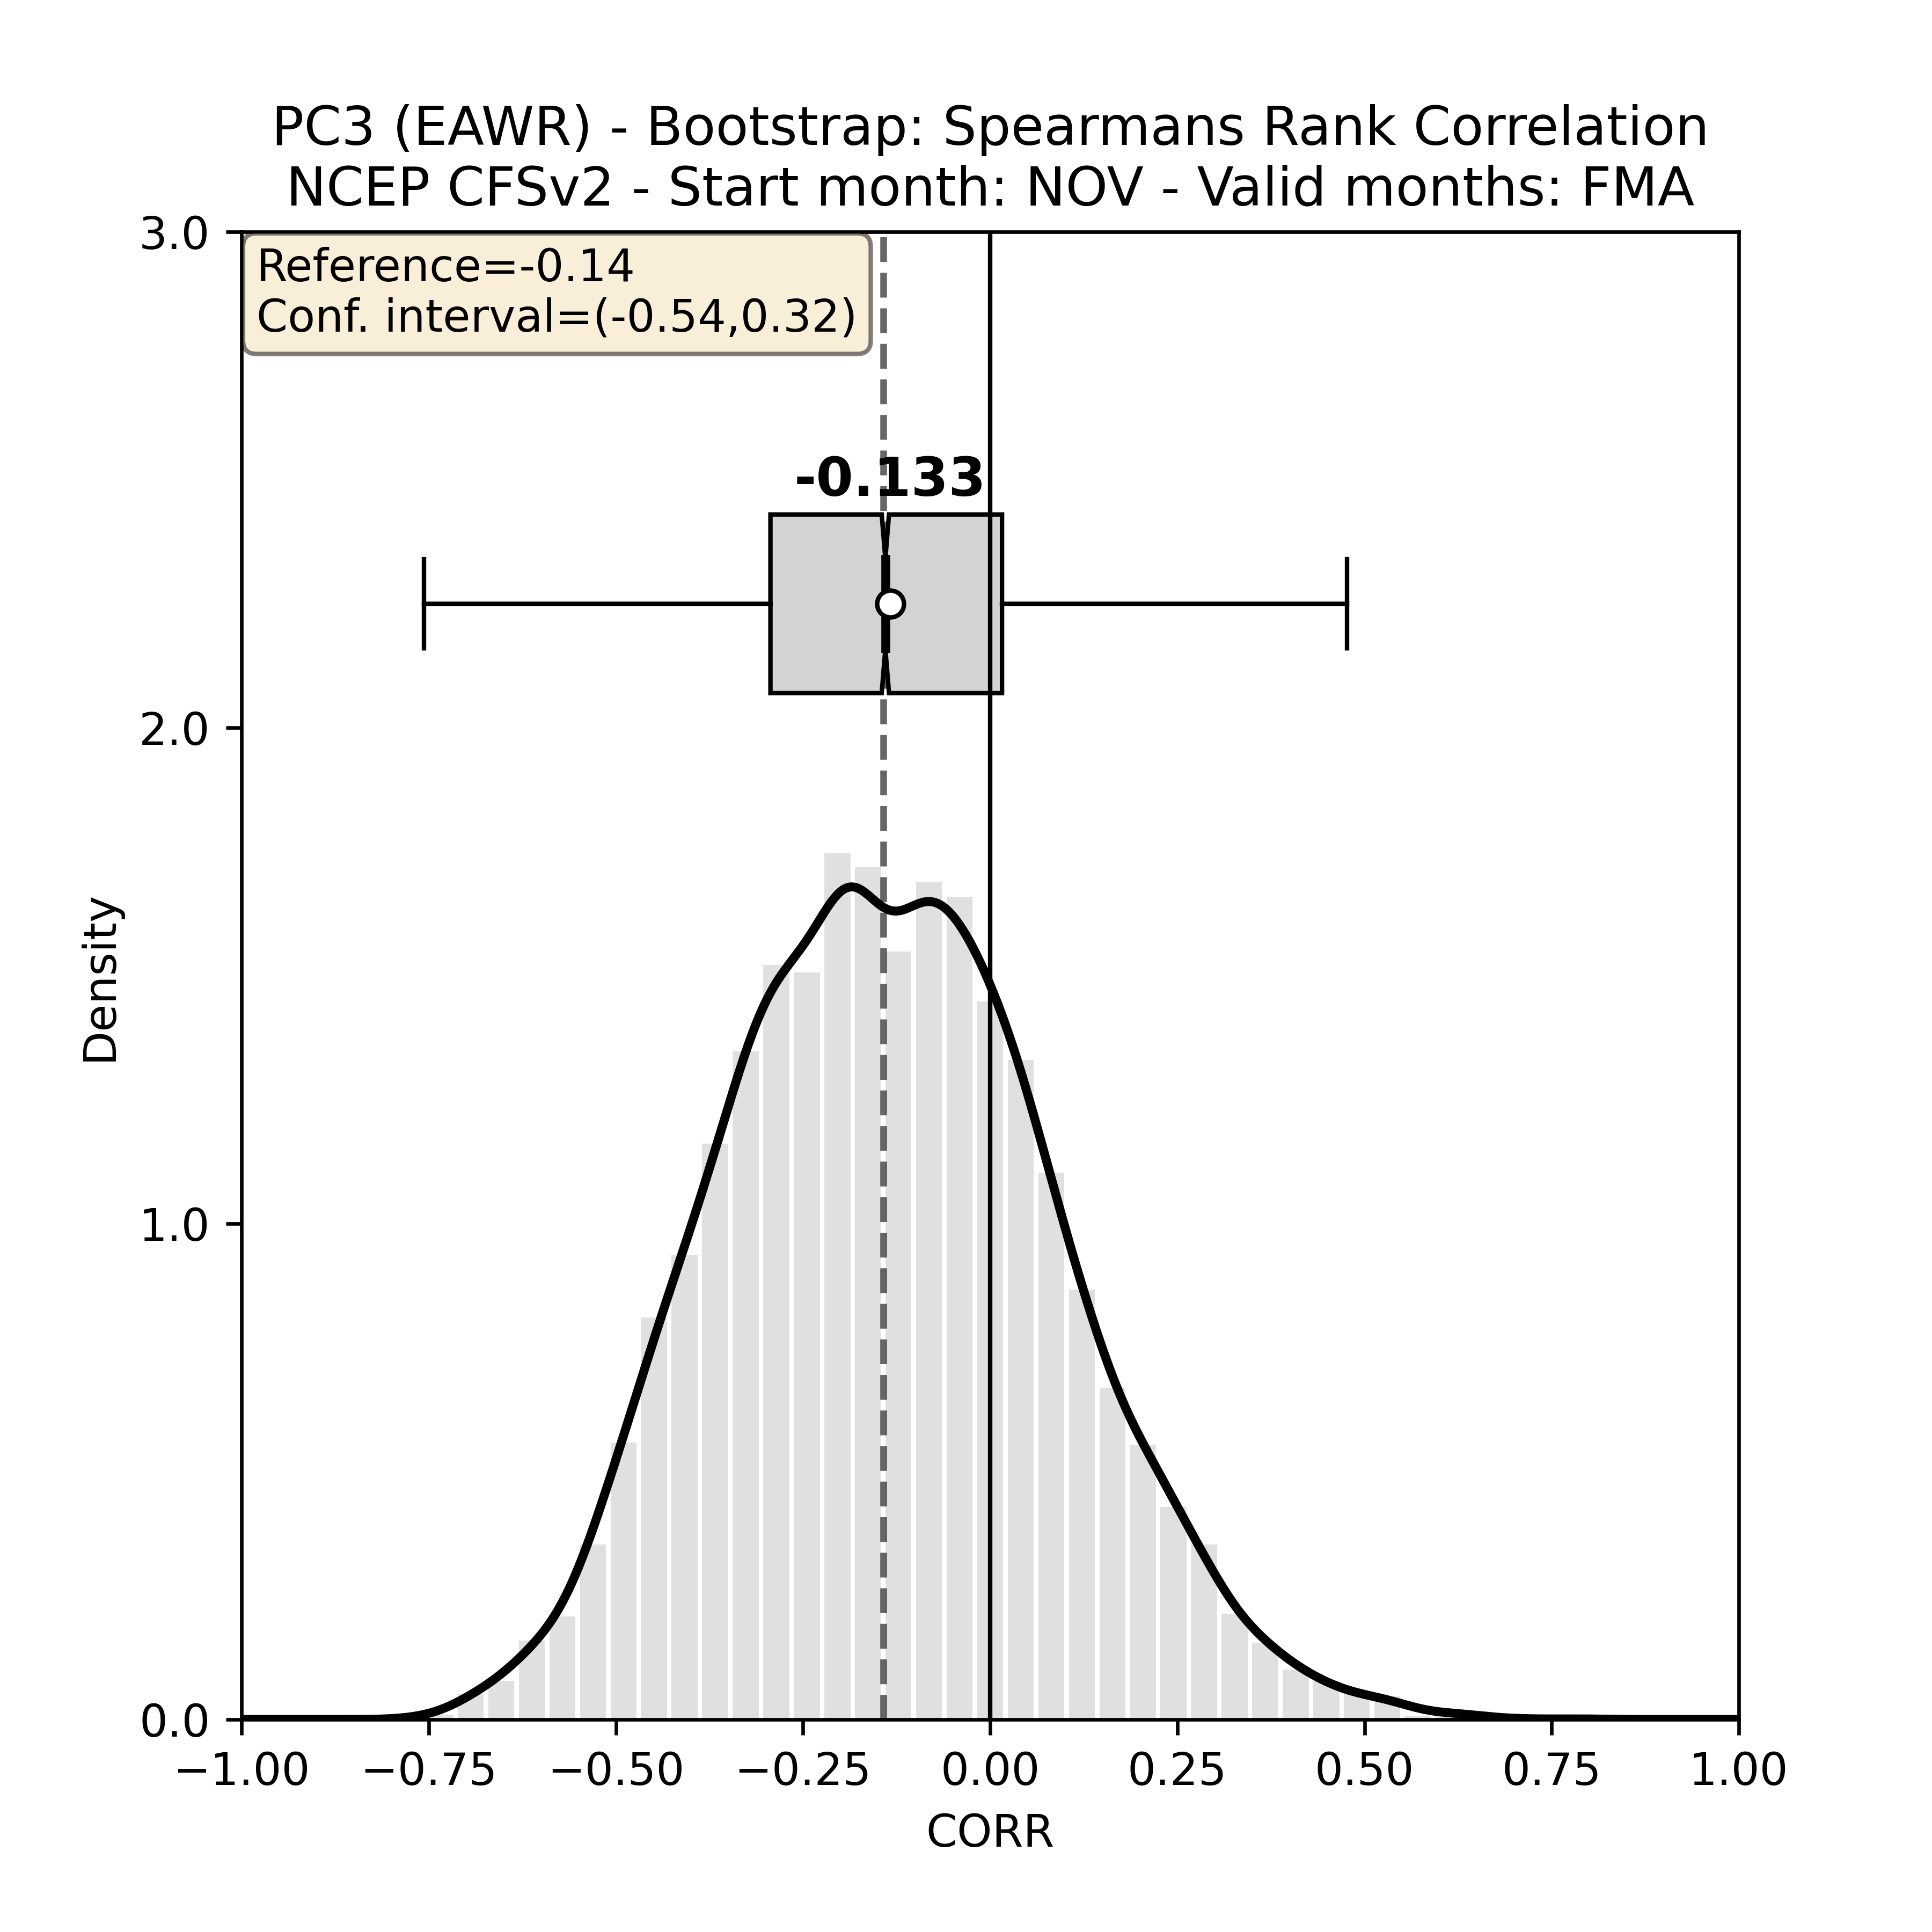 PC3 (EAWR) - Bootstrap: Spearmans Rank Correlation
NCEP CFSv2 - Start month: NOV - Valid months: FMA
3.0
Reference=-0.14
Conf. interval=(-0.54,0.32)
-0.133
2.0
Density
1.0
0.0
−1.00 −0.75 −0.50 −0.25 0.00 0.25 0.50 0.75 1.00
CORR